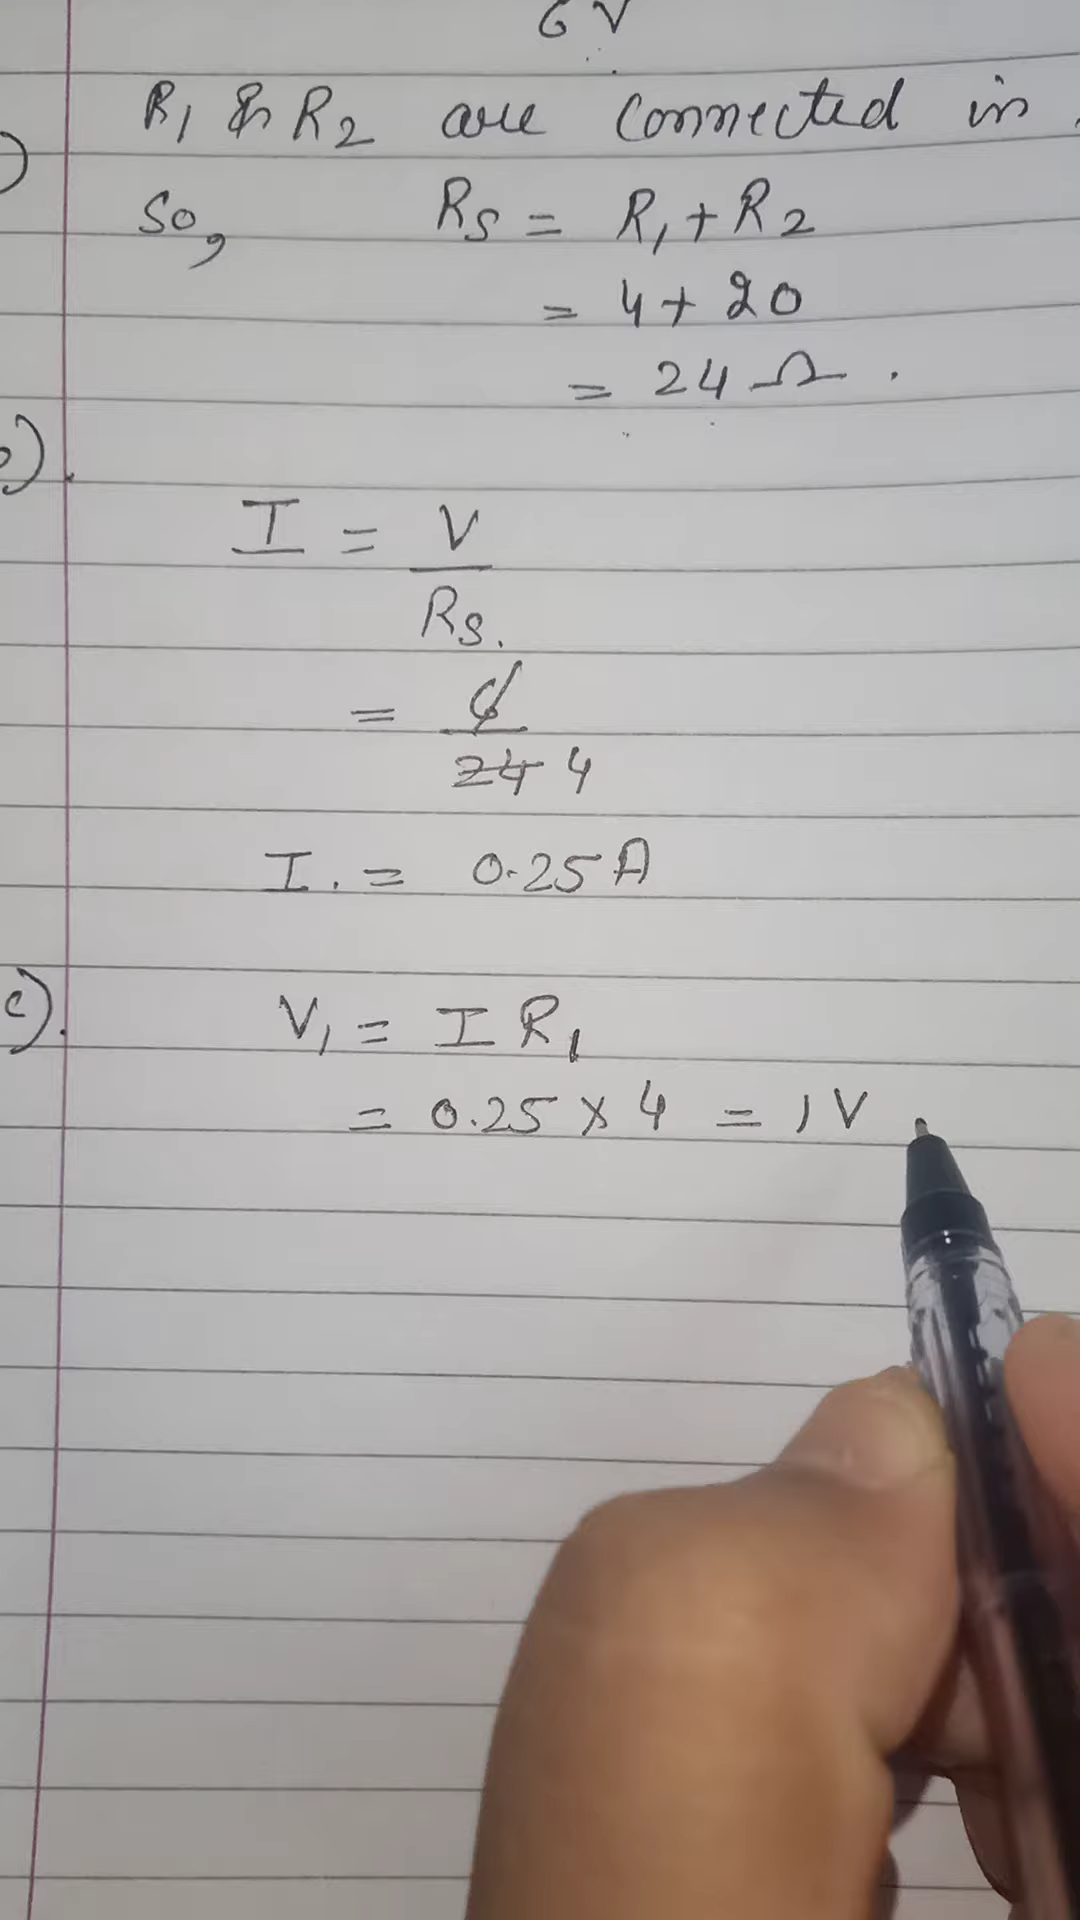 6 V
R1 & R2 are connected in
)
So, RS = R1 + R2
= 4 + 20
= 24 Ω .
b).
I = V
RS.
= 6
24 4
I . = 0.25 A
c). V1 = I R1
= 0.25 × 4 = 1 V